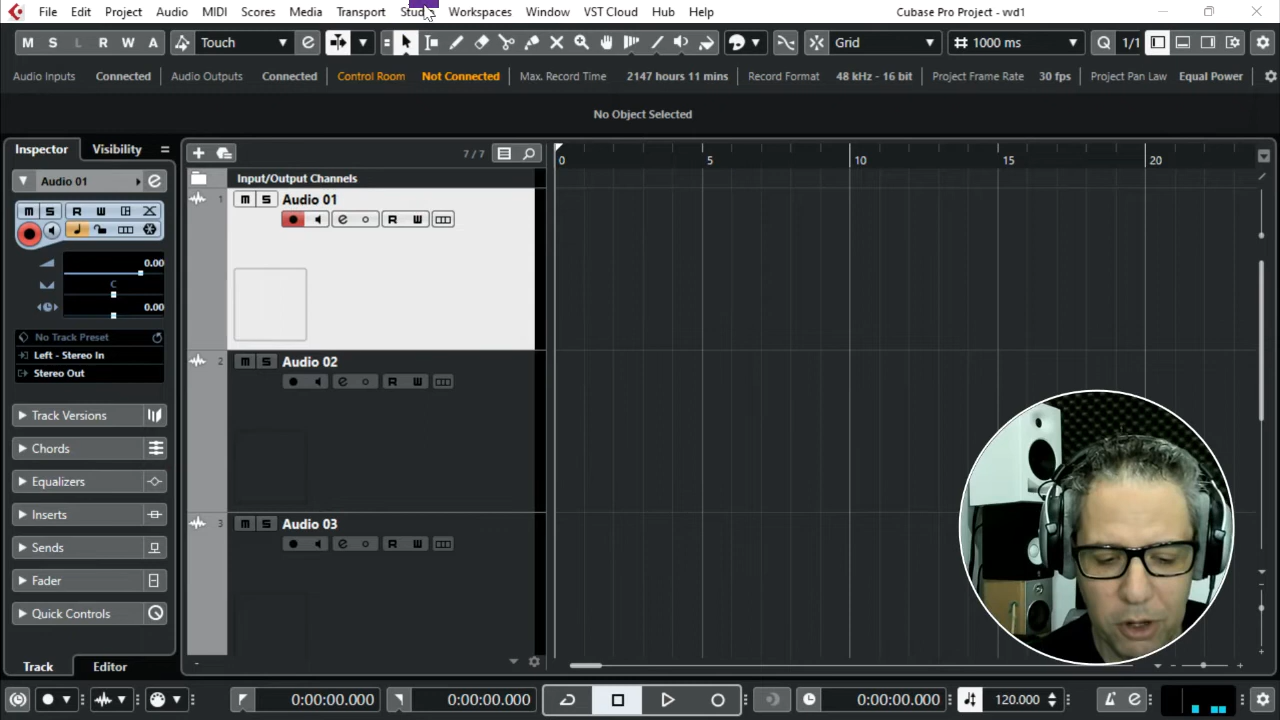 File Edit Project Audio MIDI Scores Media Transport Studio Workspaces Window VST Cloud Hub Help Cubase Pro Project - wd1
M S L R W A Touch Grid 1000 ms Q 1/1
Audio Inputs Connected Audio Outputs Connected Control Room Not Connected Max. Record Time 2147 hours 11 mins Record Format 48 kHz - 16 bit Project Frame Rate 30 fps Project Pan Law Equal Power
No Object Selected
Inspector Visibility 7 / 7 0 5 10 15 20
Input/Output Channels
Audio 01 e
M S R W
0.00
C
0.00
No Track Preset
Left - Stereo In
Stereo Out
Track Versions
Chords
Equalizers
Inserts
Sends
Fader
Quick Controls
Track Editor
1 M S Audio 01
e R W
2 M S Audio 02
e R W
3 M S Audio 03
e R W
0:00:00.000 0:00:00.000 0:00:00.000 120.000